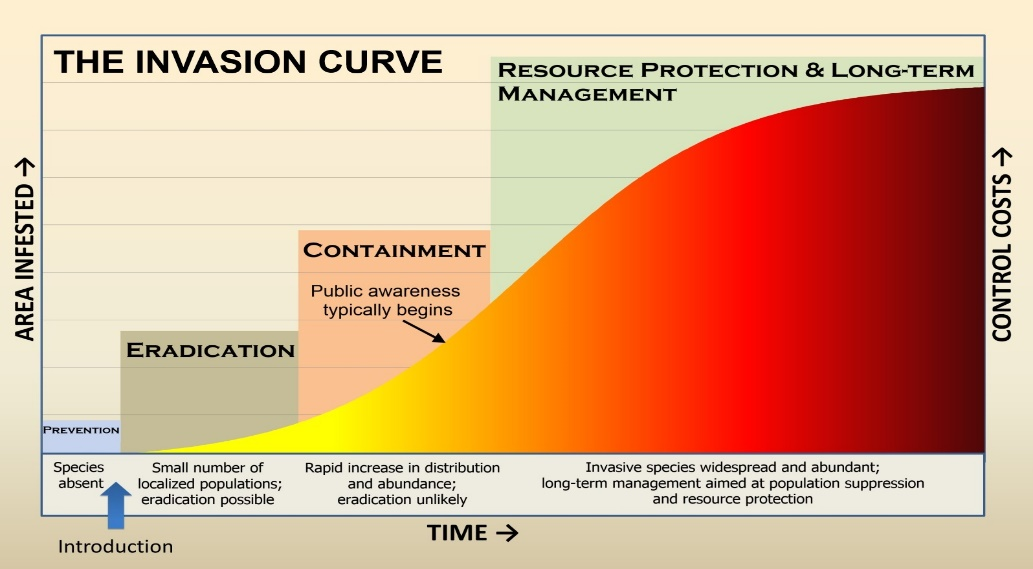 THE INVASION CURVE
RESOURCE PROTECTION & LONG-TERM
MANAGEMENT
CONTAINMENT
Public awareness
typically begins
ERADICATION
PREVENTION
AREA INFESTED →
CONTROL COSTS →
Species
absent
Small number of
localized populations;
eradication possible
Rapid increase in distribution
and abundance;
eradication unlikely
Invasive species widespread and abundant;
long-term management aimed at population suppression
and resource protection
TIME →
Introduction